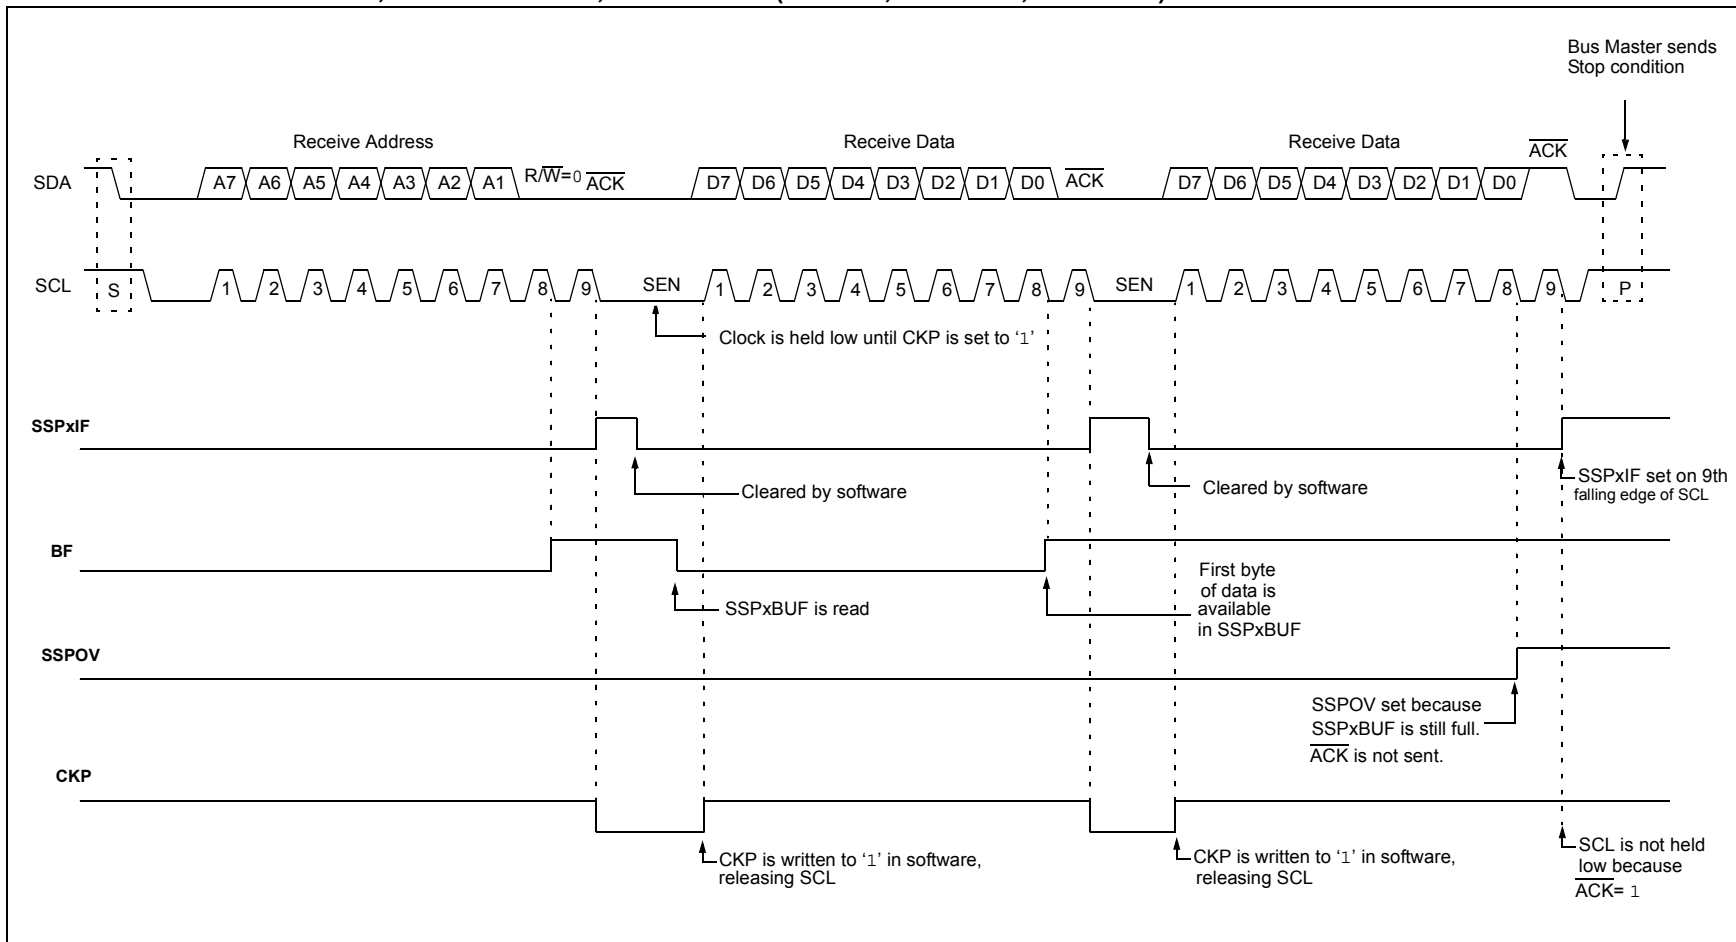 Bus Master sends
Stop condition
Receive Address
Receive Data
Receive Data
ACK
SDA
A7 A6 A5 A4 A3 A2 A1 R/W=0 ACK D7 D6 D5 D4 D3 D2 D1 D0 ACK D7 D6 D5 D4 D3 D2 D1 D0
SCL
S 1 2 3 4 5 6 7 8 9 SEN 1 2 3 4 5 6 7 8 9 SEN 1 2 3 4 5 6 7 8 9 P
Clock is held low until CKP is set to ‘1’
SSPxIF
Cleared by software
Cleared by software
SSPxIF set on 9th
falling edge of SCL
BF
SSPxBUF is read
First byte
of data is
available
in SSPxBUF
SSPOV
SSPOV set because
SSPxBUF is still full.
ACK is not sent.
CKP
CKP is written to ‘1’ in software,
releasing SCL
CKP is written to ‘1’ in software,
releasing SCL
SCL is not held
low because
ACK= 1